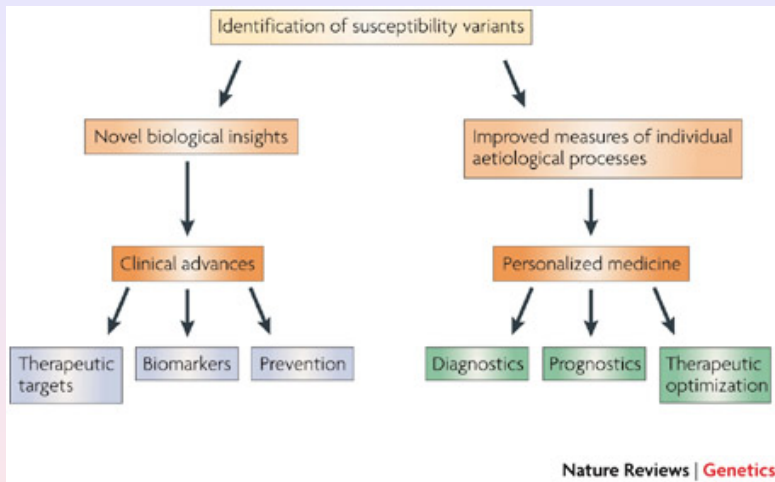 Identification of susceptibility variants
Novel biological insights
Improved measures of individual
aetiological processes
Clinical advances
Personalized medicine
Therapeutic
targets
Biomarkers
Prevention
Diagnostics
Prognostics
Therapeutic
optimization
Nature Reviews | Genetics